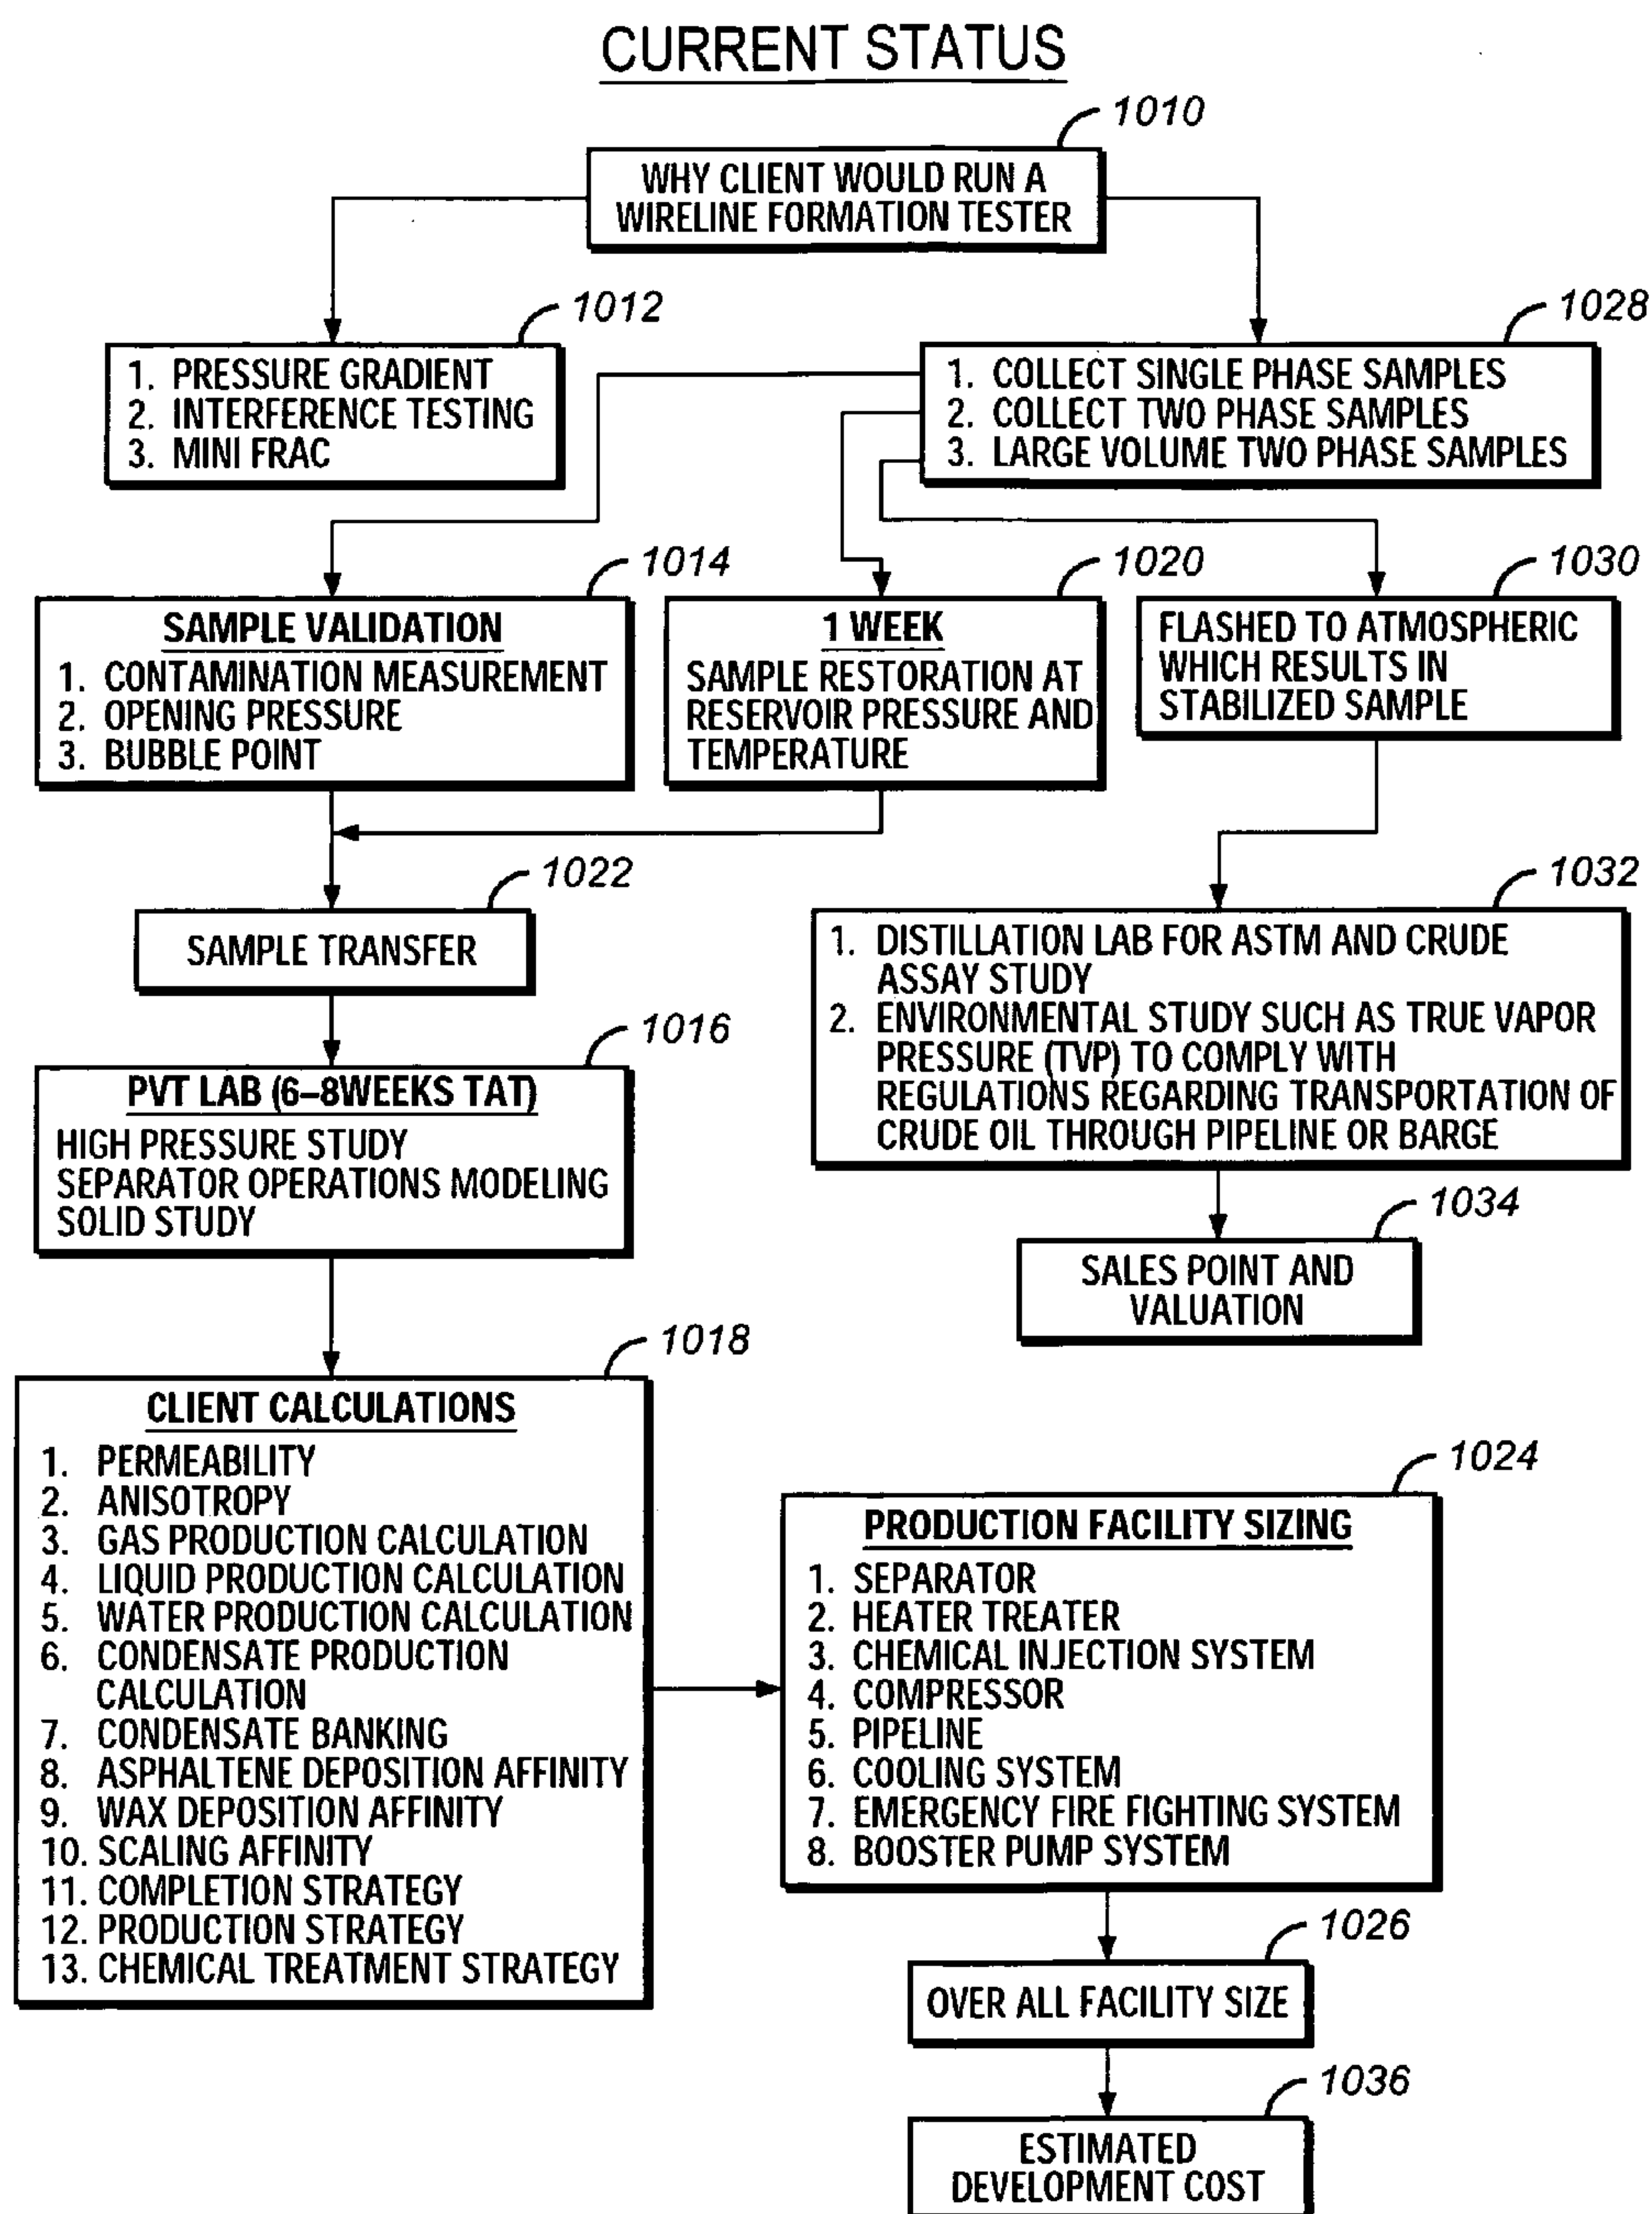 CURRENT STATUS
1010
WHY CLIENT WOULD RUN A
WIRELINE FORMATION TESTER
1012
1. PRESSURE GRADIENT
2. INTERFERENCE TESTING
3. MINI FRAC
1028
1. COLLECT SINGLE PHASE SAMPLES
2. COLLECT TWO PHASE SAMPLES
3. LARGE VOLUME TWO PHASE SAMPLES
1014
SAMPLE VALIDATION
1. CONTAMINATION MEASUREMENT
2. OPENING PRESSURE
3. BUBBLE POINT
1020
1 WEEK
SAMPLE RESTORATION AT
RESERVOIR PRESSURE AND
TEMPERATURE
1030
FLASHED TO ATMOSPHERIC
WHICH RESULTS IN
STABILIZED SAMPLE
1022
SAMPLE TRANSFER
1032
1. DISTILLATION LAB FOR ASTM AND CRUDE
ASSAY STUDY
2. ENVIRONMENTAL STUDY SUCH AS TRUE VAPOR
PRESSURE (TVP) TO COMPLY WITH
REGULATIONS REGARDING TRANSPORTATION OF
CRUDE OIL THROUGH PIPELINE OR BARGE
1016
PVT LAB (6–8WEEKS TAT)
HIGH PRESSURE STUDY
SEPARATOR OPERATIONS MODELING
SOLID STUDY
1034
SALES POINT AND
VALUATION
1018
CLIENT CALCULATIONS
1. PERMEABILITY
2. ANISOTROPY
3. GAS PRODUCTION CALCULATION
4. LIQUID PRODUCTION CALCULATION
5. WATER PRODUCTION CALCULATION
6. CONDENSATE PRODUCTION
CALCULATION
7. CONDENSATE BANKING
8. ASPHALTENE DEPOSITION AFFINITY
9. WAX DEPOSITION AFFINITY
10. SCALING AFFINITY
11. COMPLETION STRATEGY
12. PRODUCTION STRATEGY
13. CHEMICAL TREATMENT STRATEGY
1024
PRODUCTION FACILITY SIZING
1. SEPARATOR
2. HEATER TREATER
3. CHEMICAL INJECTION SYSTEM
4. COMPRESSOR
5. PIPELINE
6. COOLING SYSTEM
7. EMERGENCY FIRE FIGHTING SYSTEM
8. BOOSTER PUMP SYSTEM
1026
OVER ALL FACILITY SIZE
1036
ESTIMATED
DEVELOPMENT COST